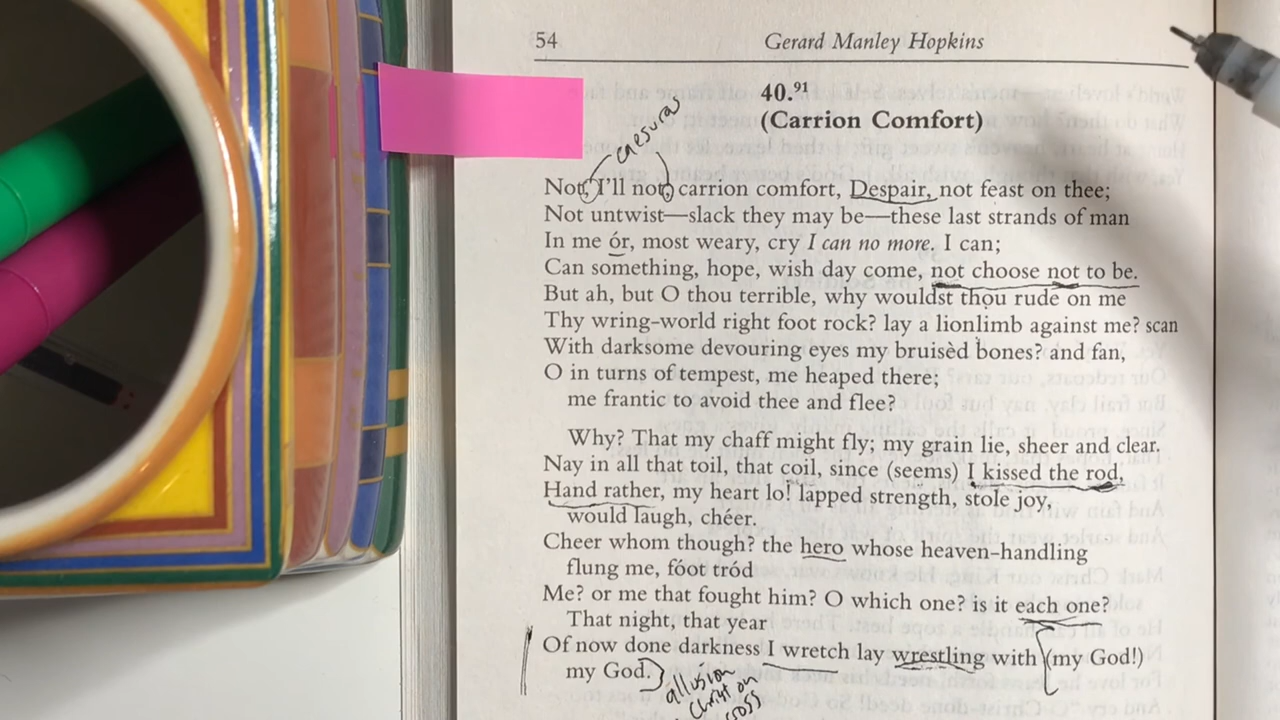 54 Gerard Manley Hopkins
40.91
(Carrion Comfort)
caesuras
Not, I'll not, carrion comfort, Despair, not feast on thee;
Not untwist—slack they may be—these last strands of man
In me ór, most weary, cry I can no more. I can;
Can something, hope, wish day come, not choose not to be.
But ah, but O thou terrible, why wouldst thou rude on me
Thy wring-world right foot rock? lay a lionlimb against me? scan
With darksome devouring eyes my bruisèd bones? and fan,
O in turns of tempest, me heaped there;
me frantic to avoid thee and flee?
Why? That my chaff might fly; my grain lie, sheer and clear.
Nay in all that toil, that coil, since (seems) I kissed the rod,
Hand rather, my heart lo! lapped strength, stole joy,
would laugh, chéer.
Cheer whom though? the hero whose heaven-handling
flung me, fóot tród
Me? or me that fought him? O which one? is it each one?
That night, that year
Of now done darkness I wretch lay wrestling with (my God!)
my God.
allusion
Christ on
cross